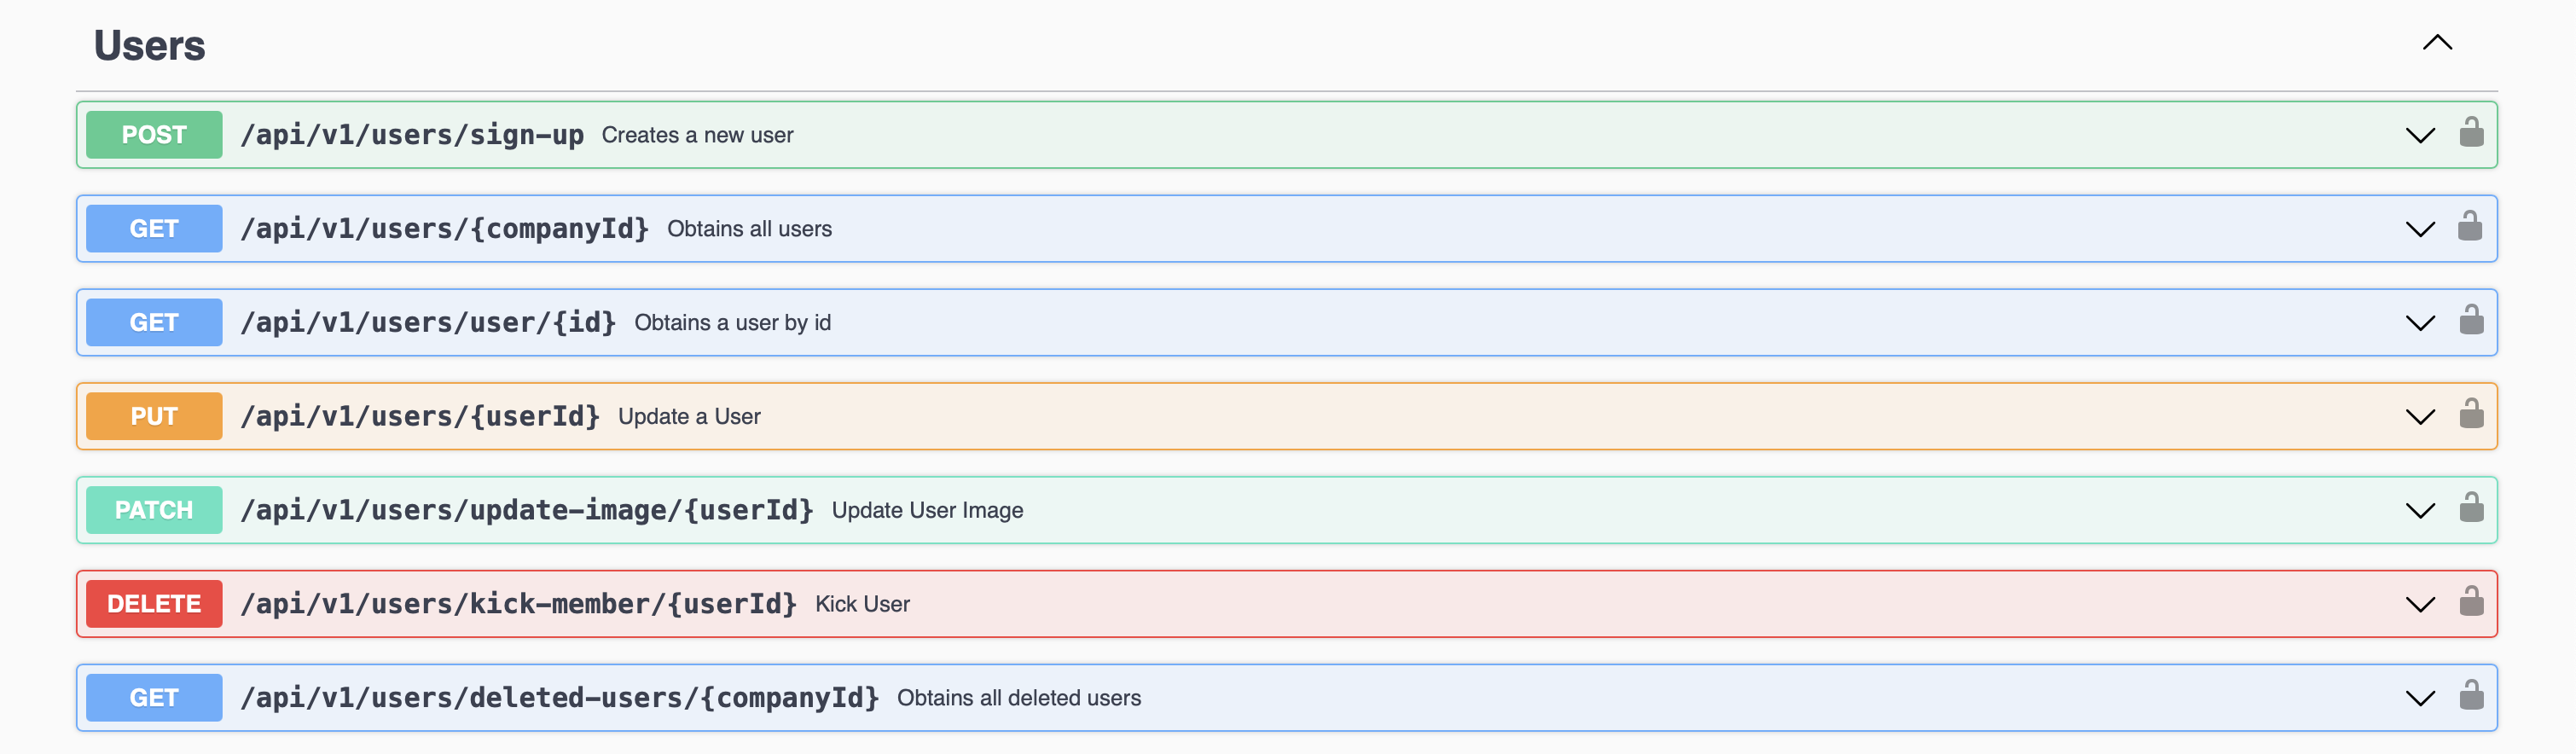 Users
POST /api/v1/users/sign-up Creates a new user
GET /api/v1/users/{companyId} Obtains all users
GET /api/v1/users/user/{id} Obtains a user by id
PUT /api/v1/users/{userId} Update a User
PATCH /api/v1/users/update-image/{userId} Update User Image
DELETE /api/v1/users/kick-member/{userId} Kick User
GET /api/v1/users/deleted-users/{companyId} Obtains all deleted users